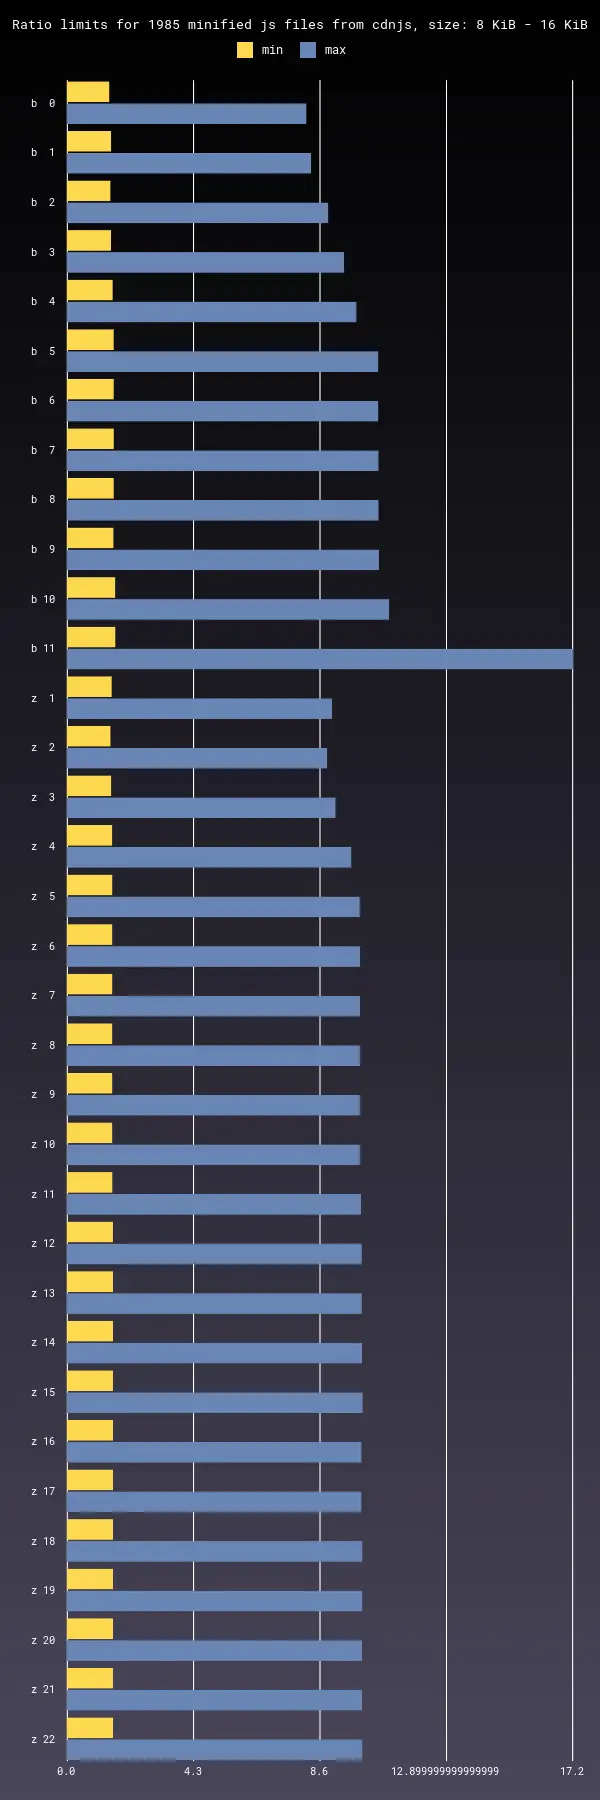 Ratio limits for 1985 minified js files from cdnjs, size: 8 KiB - 16 KiB
min max
b 0
b 1
b 2
b 3
b 4
b 5
b 6
b 7
b 8
b 9
b 10
b 11
z 1
z 2
z 3
z 4
z 5
z 6
z 7
z 8
z 9
z 10
z 11
z 12
z 13
z 14
z 15
z 16
z 17
z 18
z 19
z 20
z 21
z 22
0.0 4.3 8.6 12.899999999999999 17.2